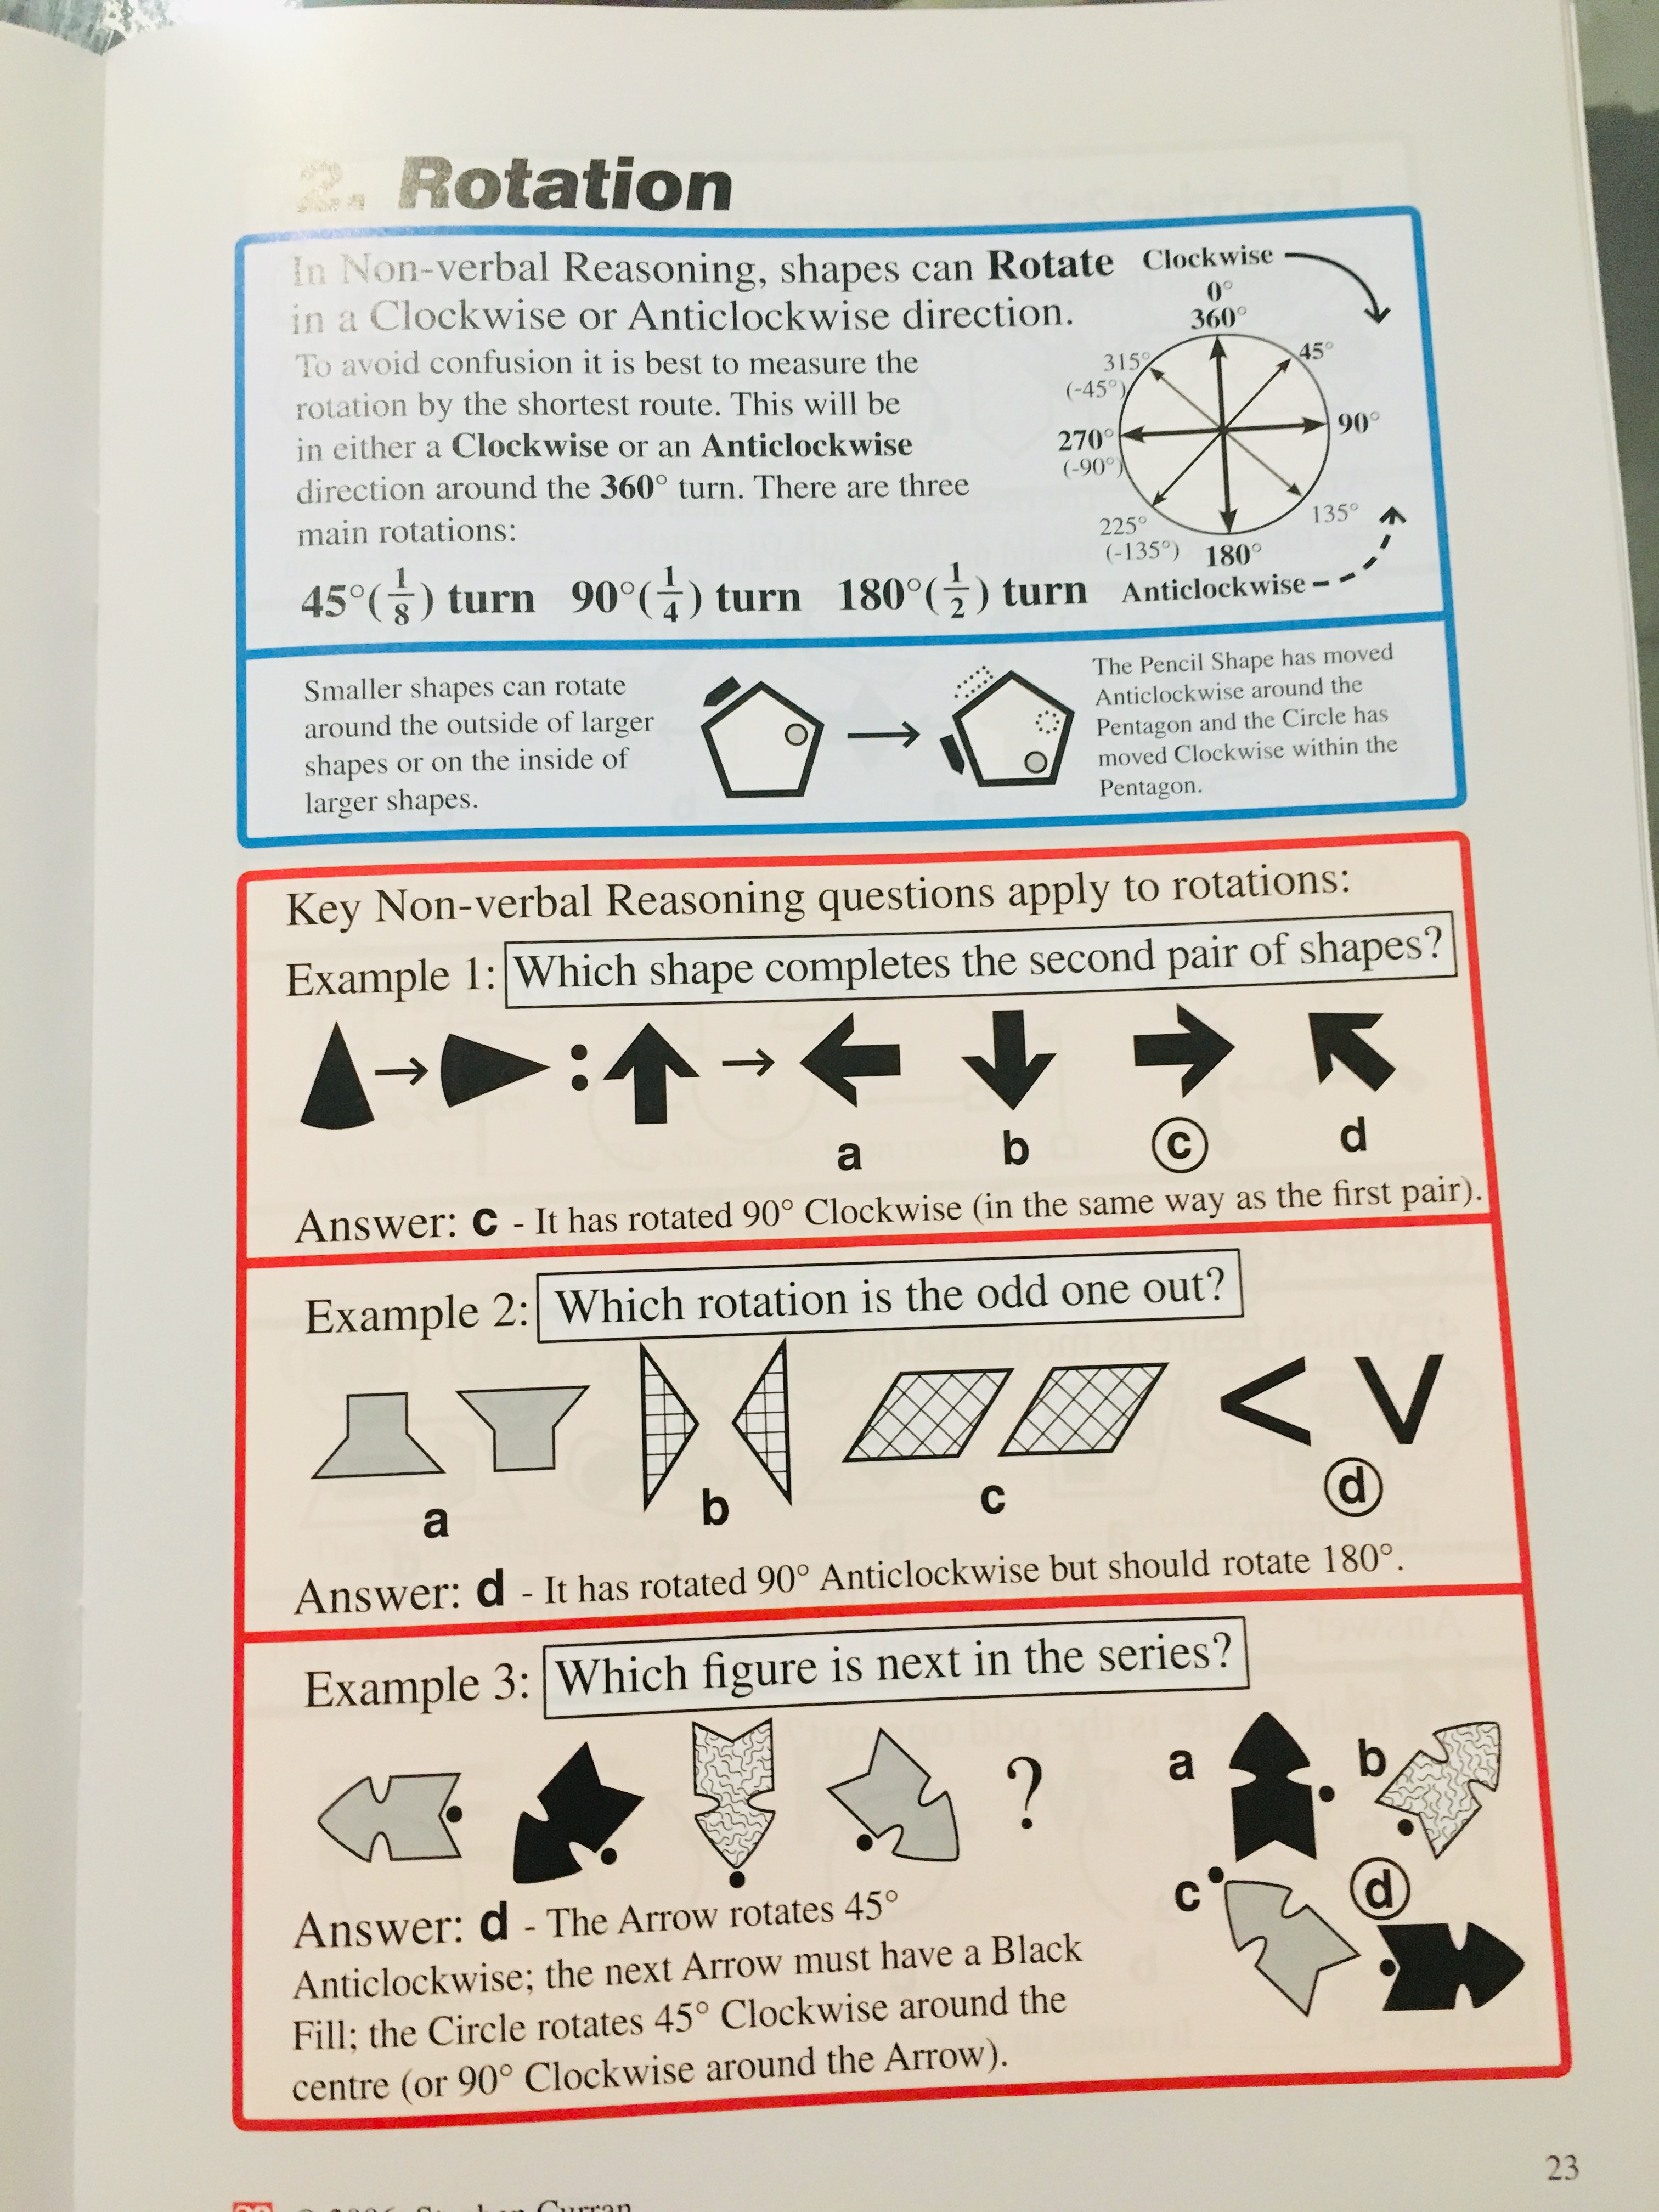 2. Rotation
In Non-verbal Reasoning, shapes can Rotate
in a Clockwise or Anticlockwise direction.
To avoid confusion it is best to measure the
rotation by the shortest route. This will be
in either a Clockwise or an Anticlockwise
direction around the 360° turn. There are three
main rotations:
45°(1/8) turn 90°(1/4) turn 180°(1/2) turn
Clockwise
0°
360°
315°
(-45°)
45°
270°
(-90°)
90°
225°
(-135°)
135°
180°
Anticlockwise
Smaller shapes can rotate
around the outside of larger
shapes or on the inside of
larger shapes.
The Pencil Shape has moved
Anticlockwise around the
Pentagon and the Circle has
moved Clockwise within the
Pentagon.
Key Non-verbal Reasoning questions apply to rotations:
Example 1: Which shape completes the second pair of shapes?
:
a b c d
Answer: c - It has rotated 90° Clockwise (in the same way as the first pair).
Example 2: Which rotation is the odd one out?
a b c d
Answer: d - It has rotated 90° Anticlockwise but should rotate 180°.
Example 3: Which figure is next in the series?
?
a b
c d
Answer: d - The Arrow rotates 45°
Anticlockwise; the next Arrow must have a Black
Fill; the Circle rotates 45° Clockwise around the
centre (or 90° Clockwise around the Arrow).
23
© 2006 Stephen Curran